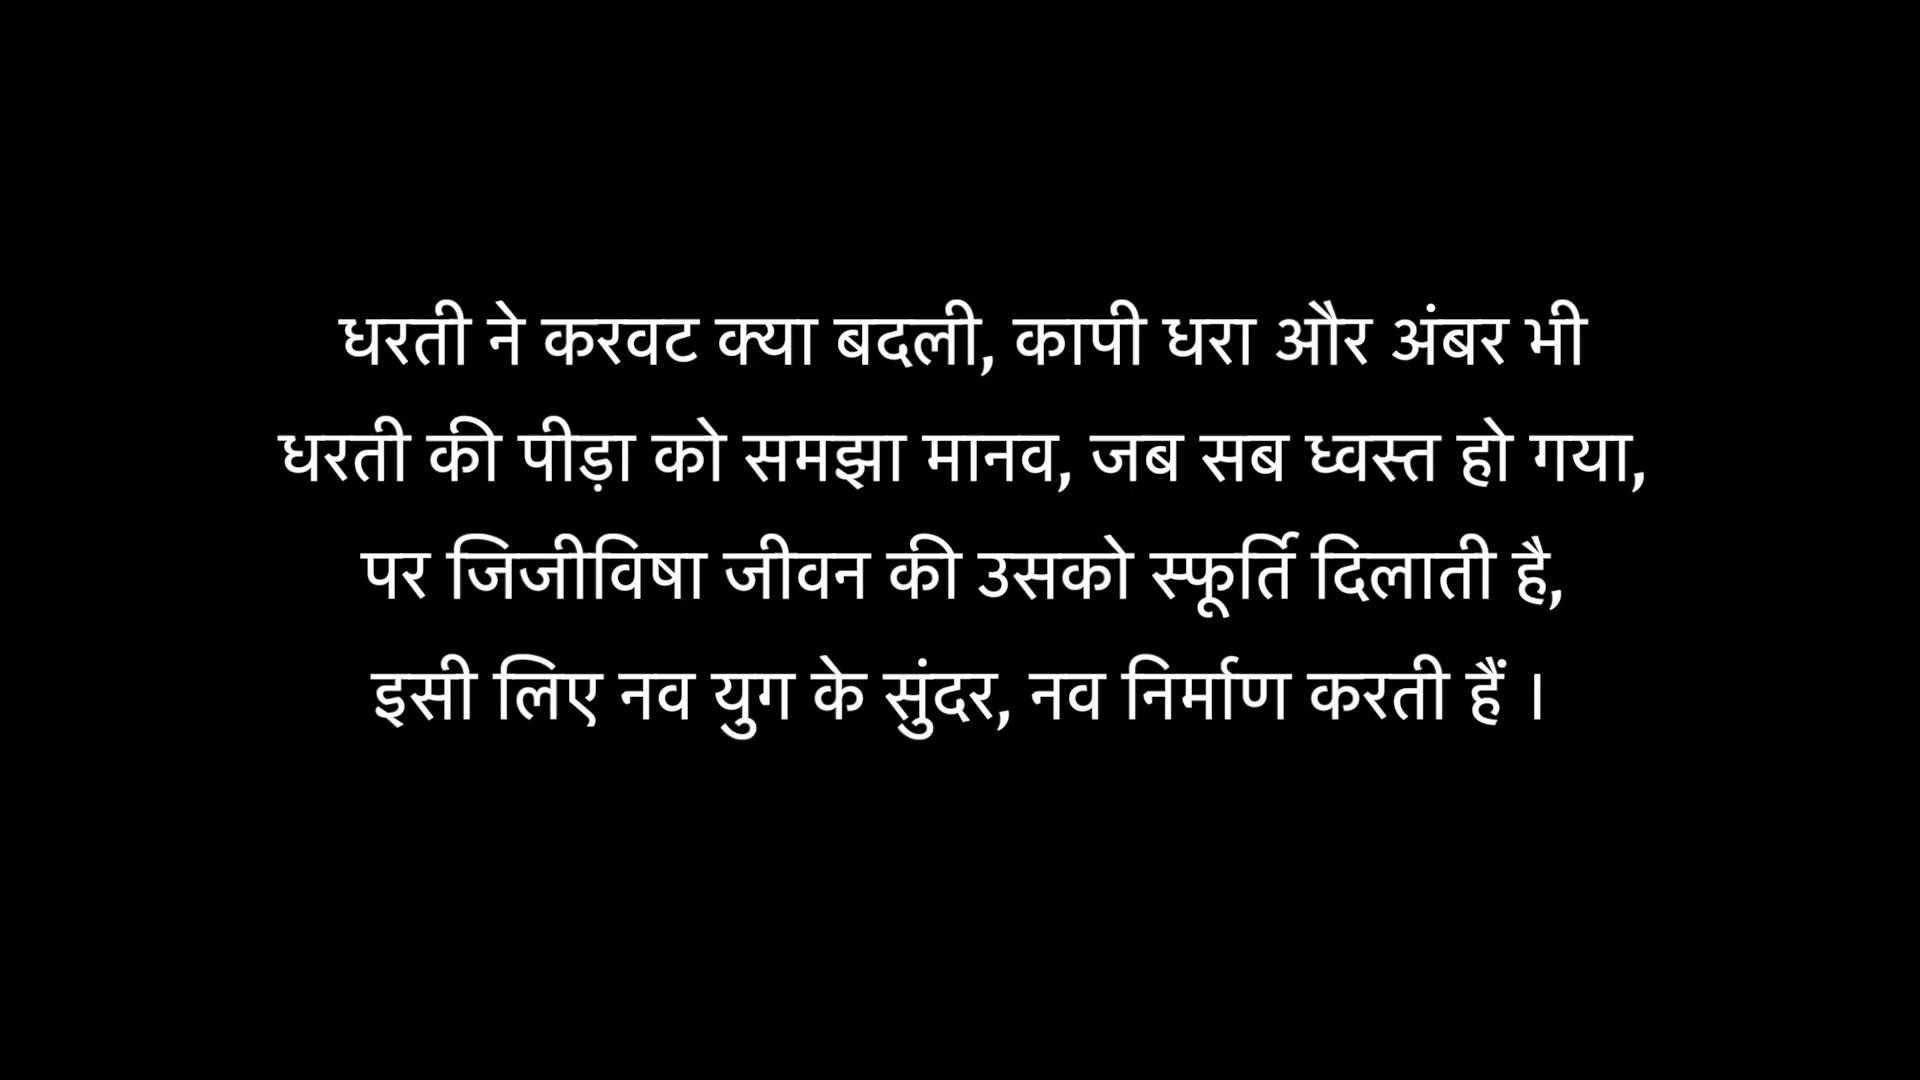 धरती ने करवट क्या बदली, कापी धरा और अंबर भी
धरती की पीड़ा को समझा मानव, जब सब ध्वस्त हो गया,
पर जिजीविषा जीवन की उसको स्फूर्ति दिलाती है,
इसी लिए नव युग के सुंदर, नव निर्माण करती हैं ।